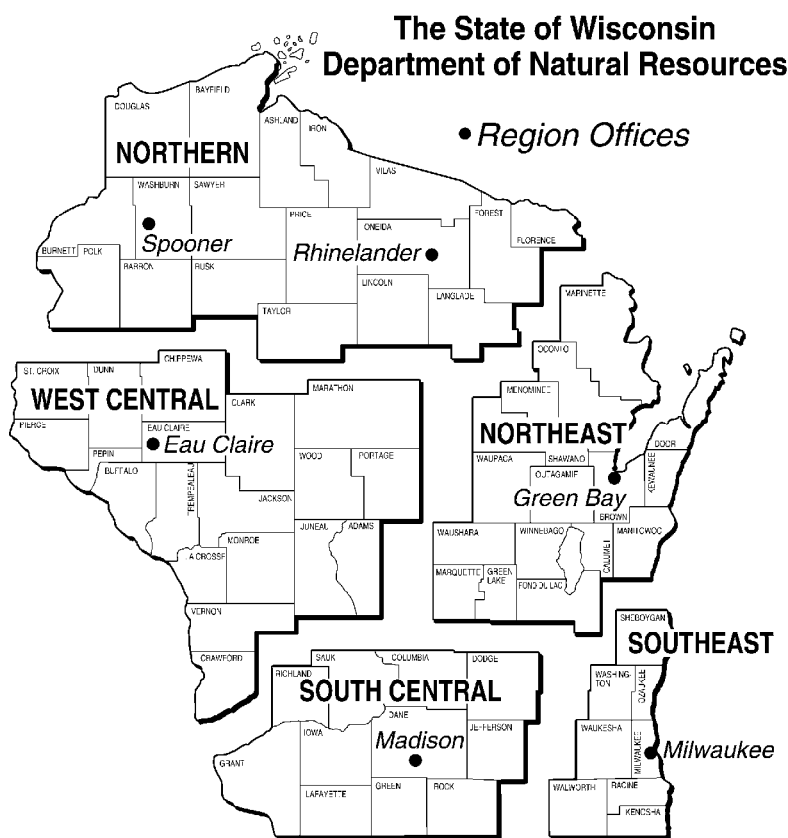 The State of Wisconsin
Department of Natural Resources
Region Offices
BAYFIELD
DOUGLAS
ASHLAND
IRON
NORTHERN
VILAS
WASHBURN
SAWYER
PRICE
FOREST
ONEIDA
FLORENCE
Spooner
Rhinelander
BURNETT
POLK
BARRON
RUSK
LINCOLN
LANGLADE
TAYLOR
MARINETTE
OCONTO
MENOMINEE
NORTHEAST
DOOR
WAUPACA
SHAWANO
OUTAGAMIE
KEWAUNEE
Green Bay
BROWN
WAUSHARA
WINNEBAGO
MANITOWOC
CALUMET
MARQUETTE
GREEN
LAKE
FOND DU LAC
CHIPPEWA
ST. CROIX
DUNN
MARATHON
WEST CENTRAL
CLARK
PIERCE
EAU CLAIRE
Eau Claire
PEPIN
WOOD
PORTAGE
BUFFALO
TREMPEALEAU
JACKSON
JUNEAU
ADAMS
MONROE
LA CROSSE
VERNON
CRAWFORD
SAUK
COLUMBIA
DODGE
RICHLAND
SOUTH CENTRAL
DANE
IOWA
JEFFERSON
Madison
GRANT
LAFAYETTE
GREEN
ROCK
SHEBOYGAN
SOUTHEAST
WASHING-
TON
OZAUKEE
WAUKESHA
MILWAUKEE
Milwaukee
WALWORTH
RACINE
KENOSHA